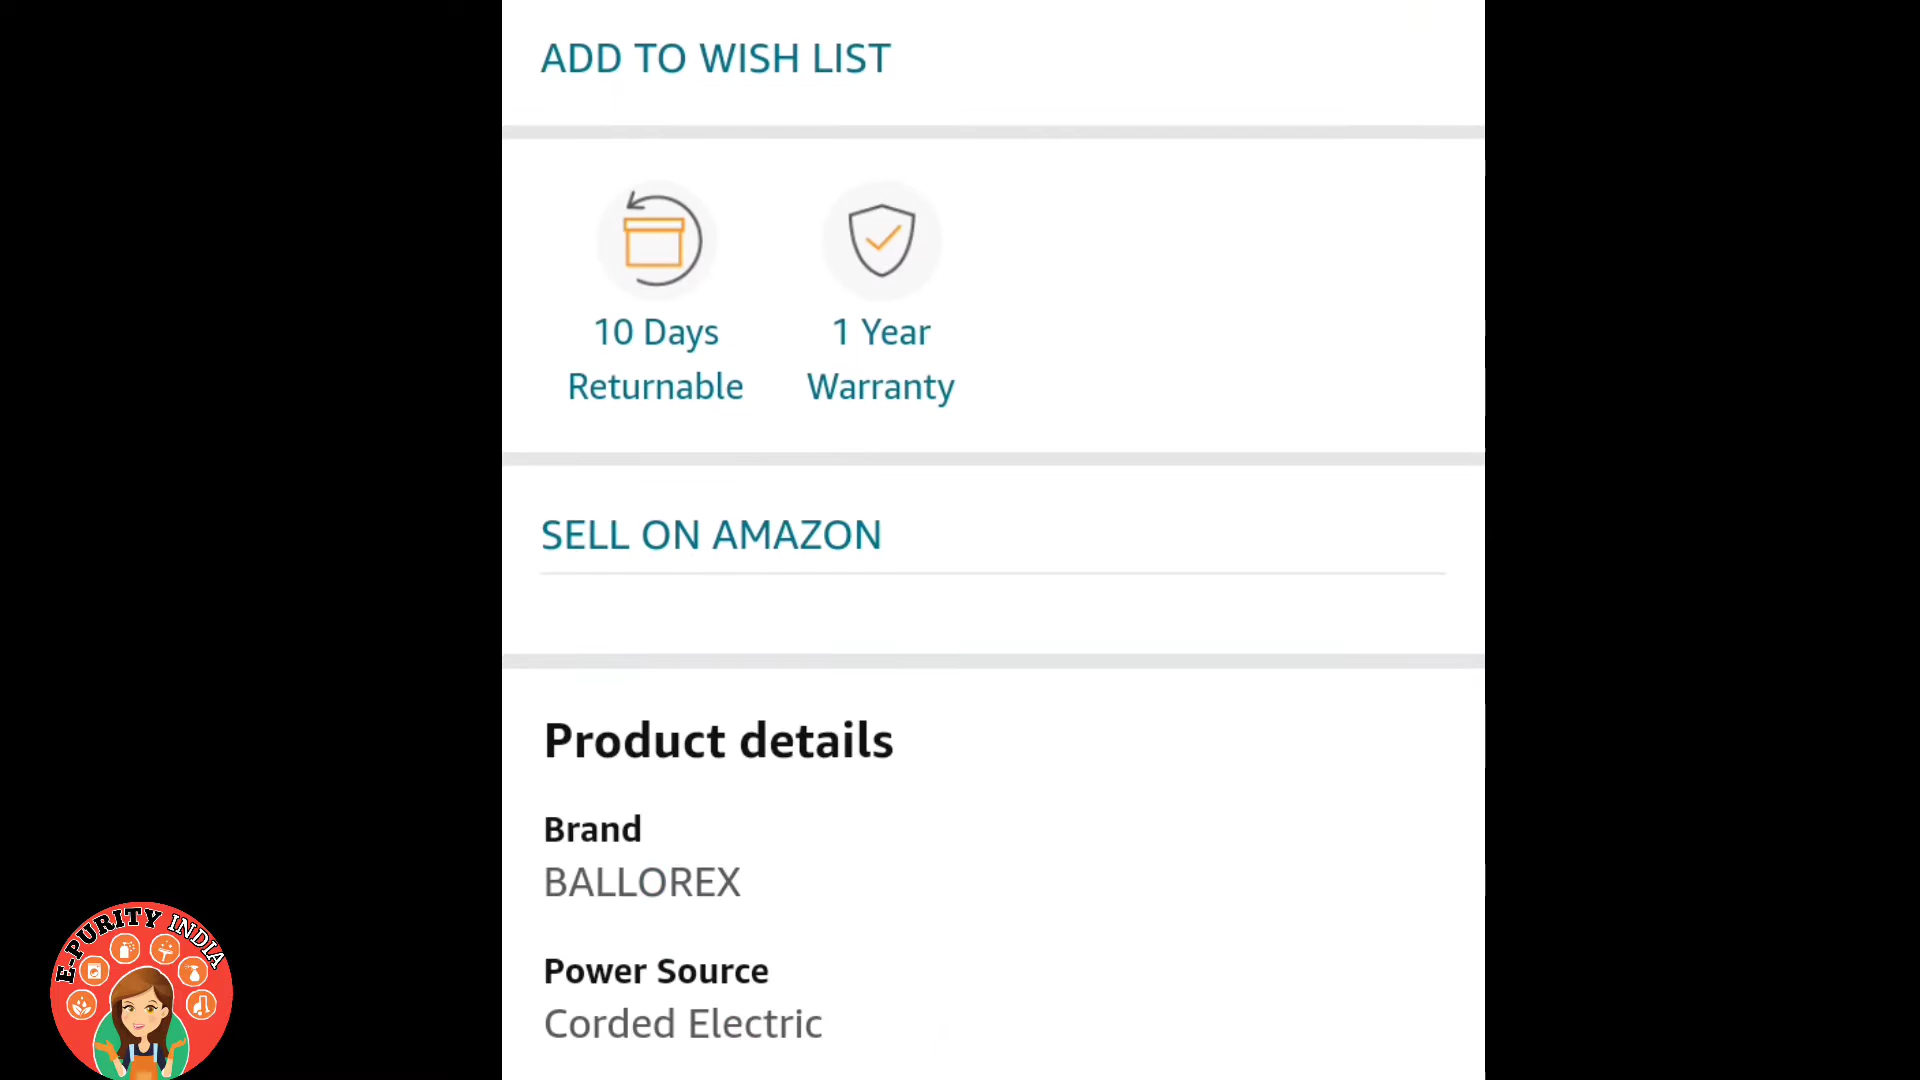 ADD TO WISH LIST
10 Days
Returnable
1 Year
Warranty
SELL ON AMAZON
Product details
Brand
BALLOREX
Power Source
Corded Electric
E-PURITY INDIA